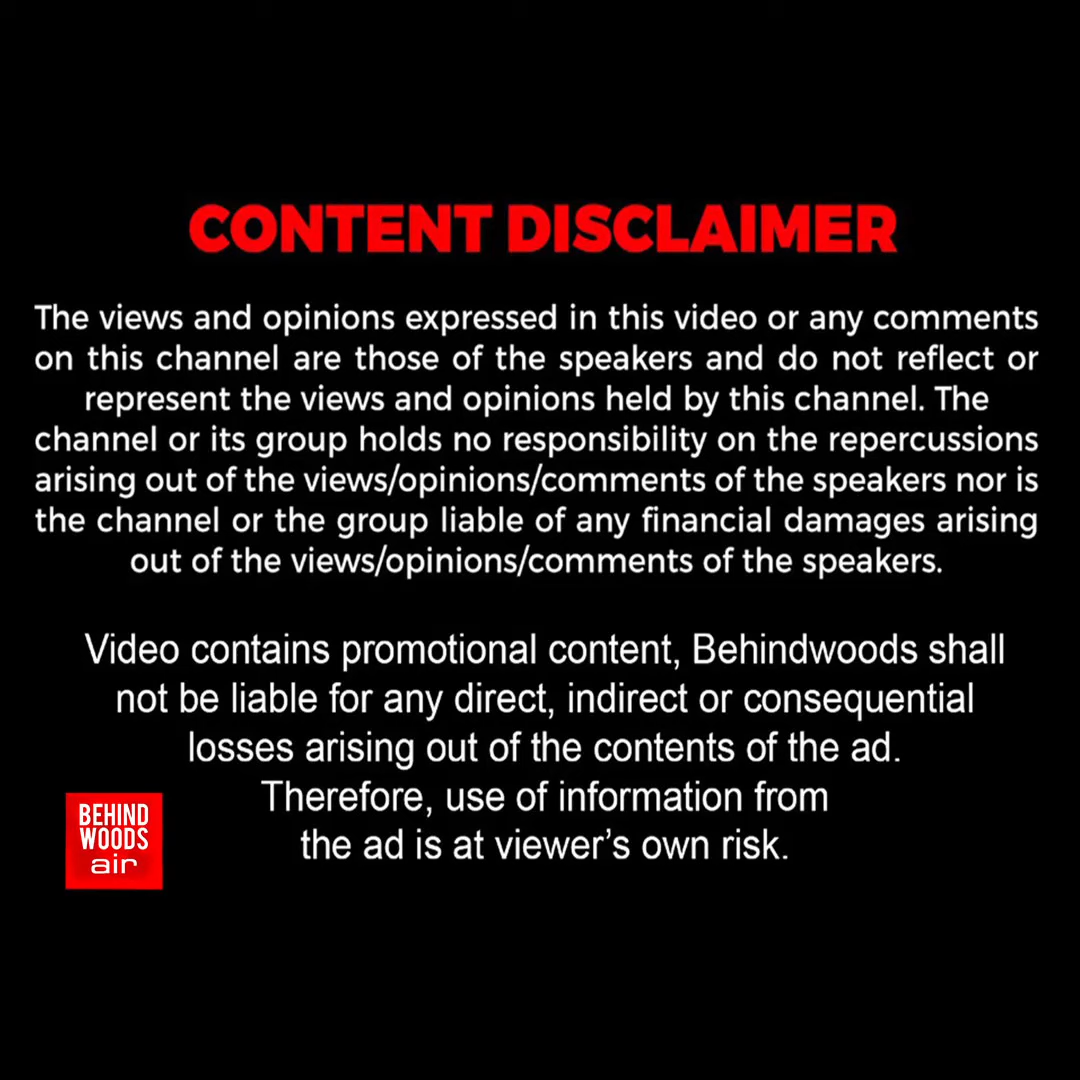 CONTENT DISCLAIMER
The views and opinions expressed in this video or any comments
on this channel are those of the speakers and do not reflect or
represent the views and opinions held by this channel. The
channel or its group holds no responsibility on the repercussions
arising out of the views/opinions/comments of the speakers nor is
the channel or the group liable of any financial damages arising
out of the views/opinions/comments of the speakers.
Video contains promotional content, Behindwoods shall
not be liable for any direct, indirect or consequential
losses arising out of the contents of the ad.
Therefore, use of information from
the ad is at viewer’s own risk.
BEHIND
WOODS
air